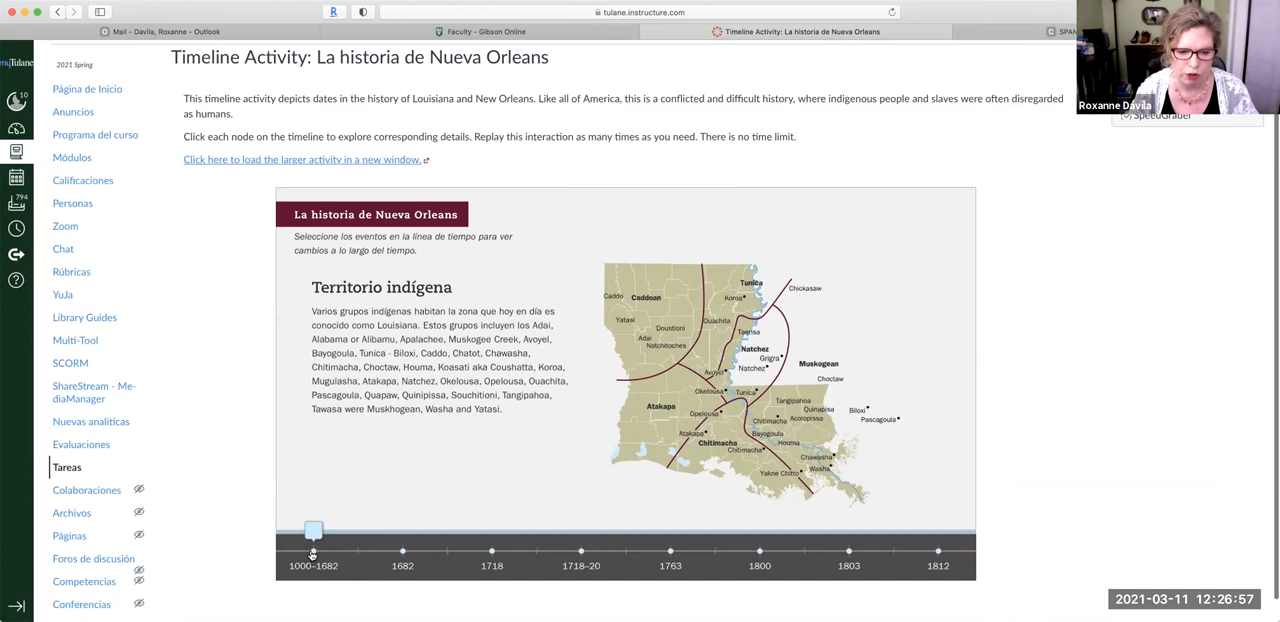 tulane.instructure.com
Mail - Davila, Roxanne - Outlook
Faculty - Gibson Online
Timeline Activity: La historia de Nueva Orleans
SPAN
Roxanne Davila
SpeedGrader
myTulane
10
794
2021 Spring
Página de Inicio
Anuncios
Programa del curso
Módulos
Calificaciones
Personas
Zoom
Chat
Rúbricas
YuJa
Library Guides
Multi-Tool
SCORM
ShareStream - Me-
diaManager
Nuevas analíticas
Evaluaciones
Tareas
Colaboraciones
Archivos
Páginas
Foros de discusión
Competencias
Conferencias
Timeline Activity: La historia de Nueva Orleans
This timeline activity depicts dates in the history of Louisiana and New Orleans. Like all of America, this is a conflicted and difficult history, where indigenous people and slaves were often disregarded
as humans.
Click each node on the timeline to explore corresponding details. Replay this interaction as many times as you need. There is no time limit.
Click here to load the larger activity in a new window.
La historia de Nueva Orleans
Seleccione los eventos en la línea de tiempo para ver
cambios a lo largo del tiempo.
Territorio indígena
Varios grupos indígenas habitan la zona que hoy en día es
conocido como Louisiana. Estos grupos incluyen los Adai,
Alabama or Alibamu, Apalachee, Muskogee Creek, Avoyel,
Bayogoula, Tunica - Biloxi, Caddo, Chatot, Chawasha,
Chitimacha, Choctaw, Houma, Koasati aka Coushatta, Koroa,
Mugulasha, Atakapa, Natchez, Okelousa, Opelousa, Ouachita,
Pascagoula, Quapaw, Quinipissa, Souchitioni, Tangipahoa,
Tawasa were Muskhogean, Washa and Yatasi.
Tunica
Chickasaw
Caddo
Caddoan
Koroa
Yatasi
Doustioni
Ouachita
Taensa
Adai
Natchitoches
Natchez
Grigra
Natchez
Muskogean
Avoyel
Choctaw
Okelousa
Tunica
Atakapa
Tangipahoa
Quinapisa
Biloxi
Opelousa
Chitimacha
Acolopissa
Pascagoula
Atakapa
Bayogoula
Chitimacha
Houma
Chitimacha
Chawasha
Washa
Yakne Chitto
1000–1682
1682
1718
1718–20
1763
1800
1803
1812
2021-03-11 12:26:57